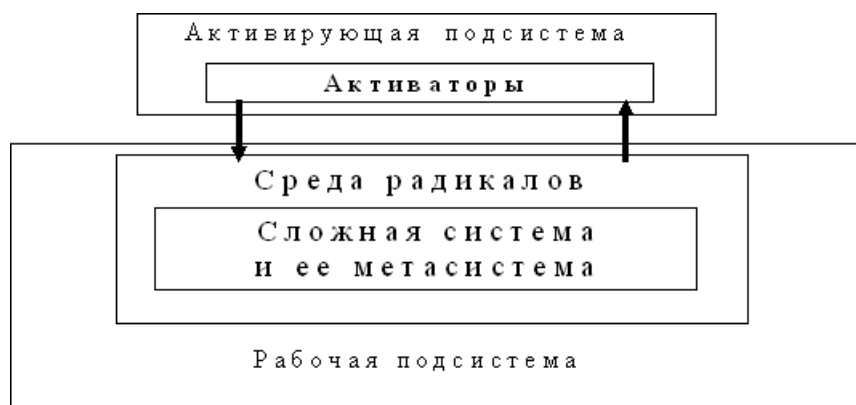 Активирующая подсистема
Активаторы
Среда радикалов
Сложная система
и ее метасистема
Рабочая подсистема